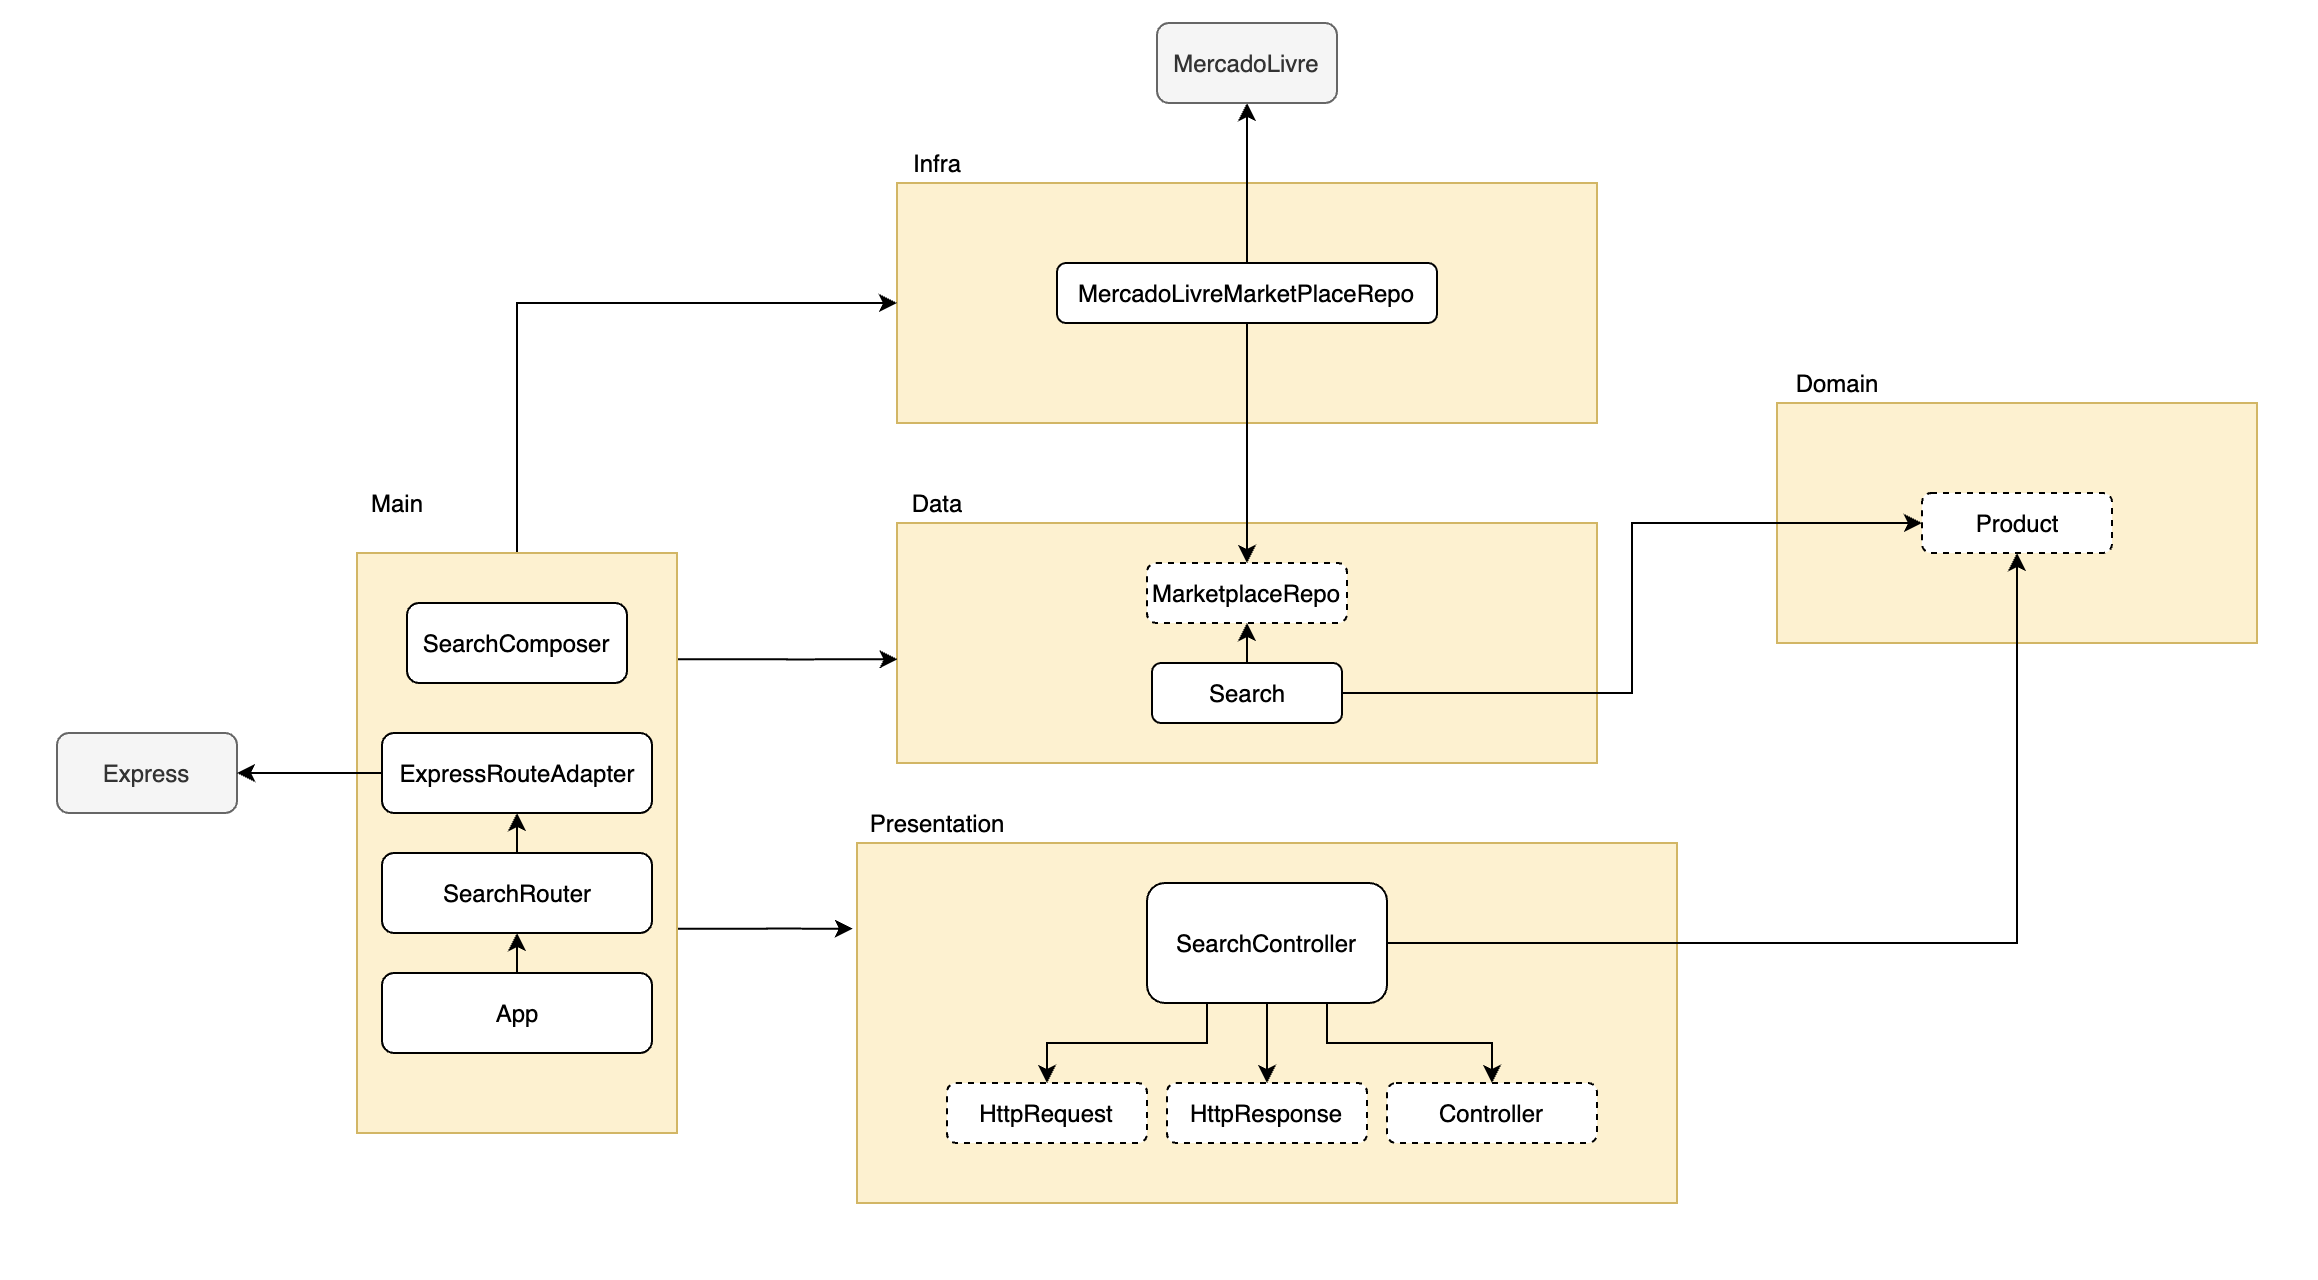 MercadoLivre
Infra
MercadoLivreMarketPlaceRepo
Domain
Product
Main
Data
MarketplaceRepo
SearchComposer
Search
Express
ExpressRouteAdapter
Presentation
SearchRouter
SearchController
App
HttpRequest
HttpResponse
Controller